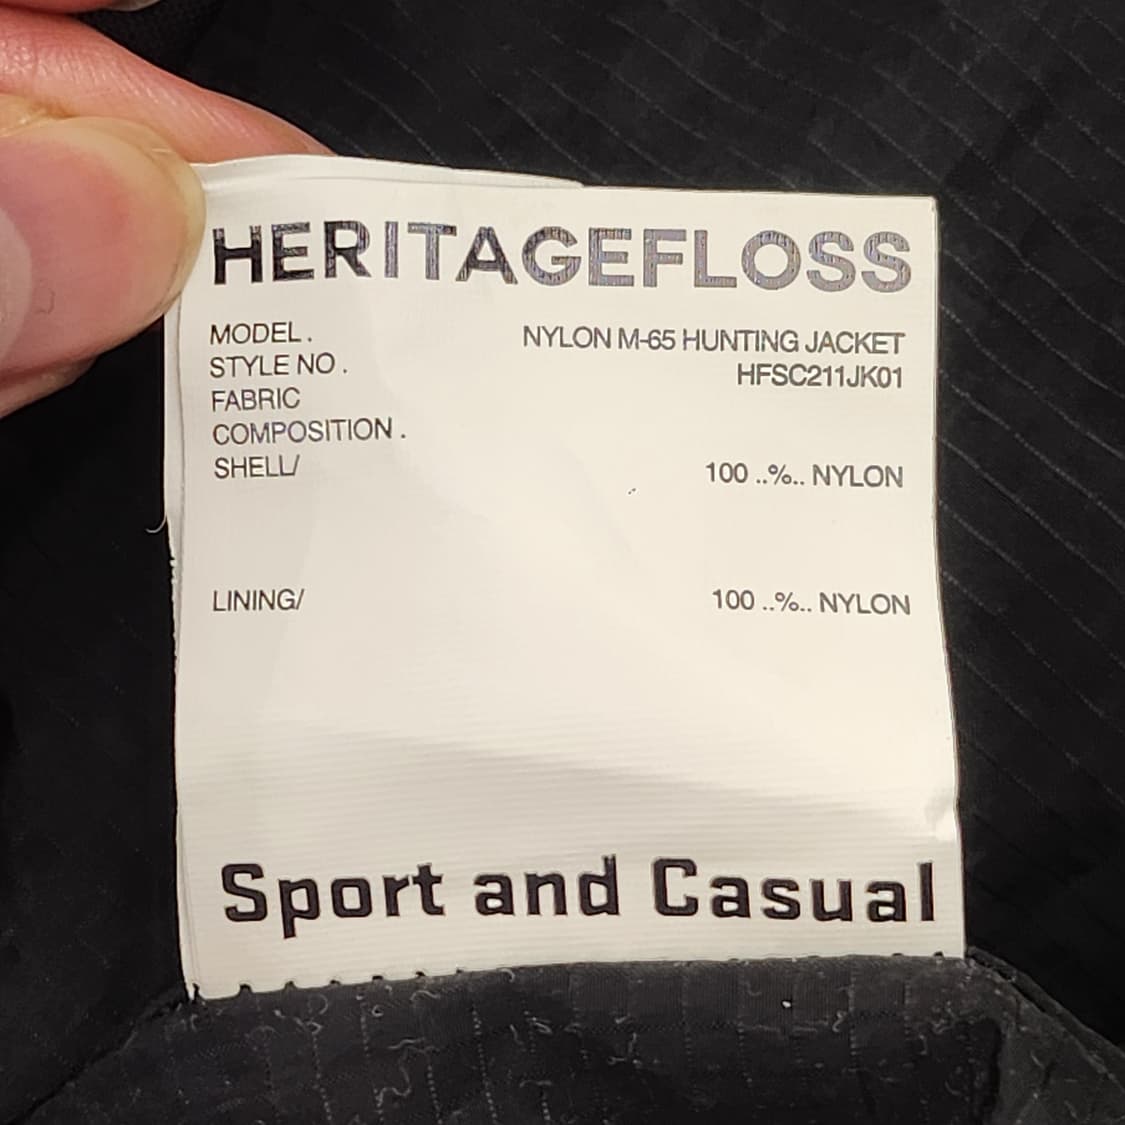 HERITAGEFLOSS
MODEL. NYLON M-65 HUNTING JACKET
STYLE NO. HFSC211JK01
FABRIC
COMPOSITION.
SHELL/ 100 ..%.. NYLON
LINING/ 100 ..%.. NYLON
Sport and Casual